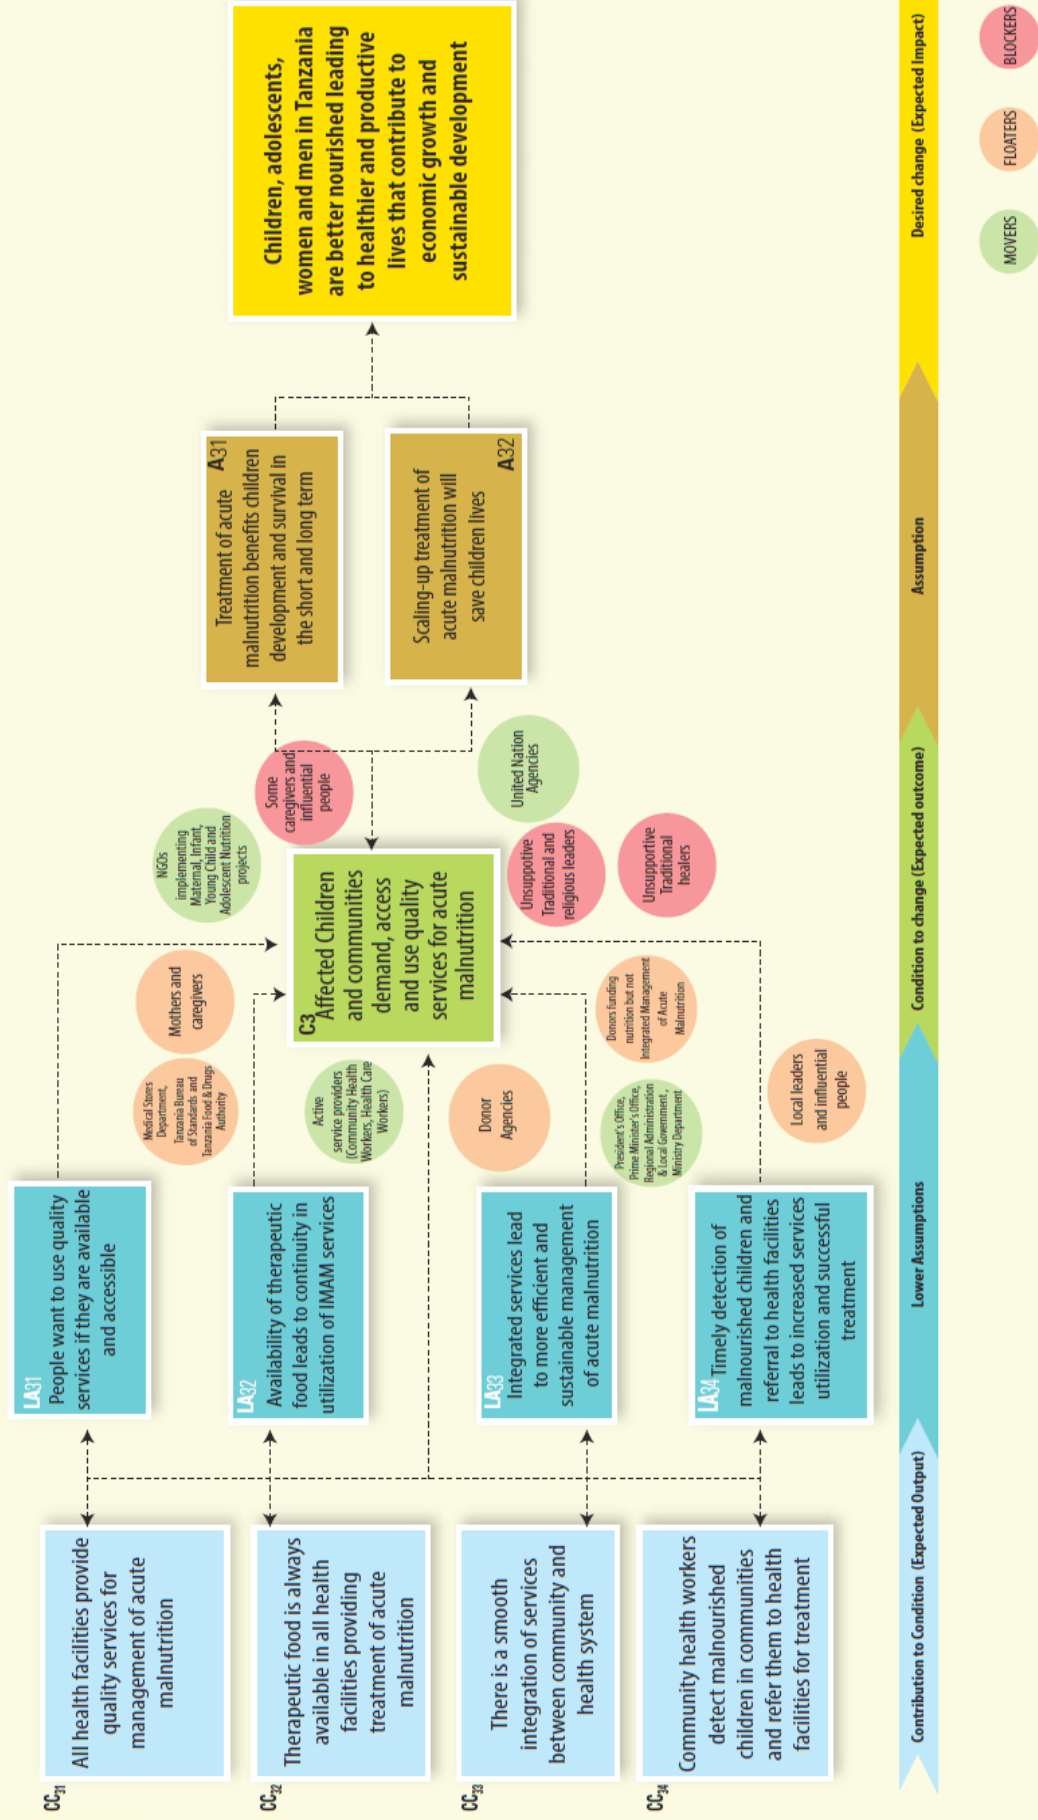 CC31
All health facilities provide
quality services for
management of acute
malnutrition
CC32
Therapeutic food is always
available in all health
facilities providing
treatment of acute
malnutrition
CC33
There is a smooth
integration of services
between community and
health system
CC34
Community health workers
detect malnourished
children in communities
and refer them to health
facilities for treatment
LA31
People want to use quality
services if they are available
and accessible
LA32
Availability of therapeutic
food leads to continuity in
utilization of IMAM services
LA33
Integrated services lead
to more efficient and
sustainable management
of acute malnutrition
LA34 Timely detection of
malnourished children and
referral to health facilities
leads to increased services
utilization and successful
treatment
Medical Stores
Department,
Tanzania Bureau
of Standards and
Tanzania Food & Drugs
Authority
Mothers and
caregivers
NGOs
implementing
Maternal, Infant,
Young Child and
Adolescent Nutrition
projects
Some
caregivers and
influential
people
Active
service providers
(Community Health
Workers, Health Care
Workers)
C3
Affected Children
and communities
demand, access
and use quality
services for acute
malnutrition
Donor
Agencies
Unsuppotive
Traditional and
religious leaders
United Nation
Agencies
President's Office,
Prime Minister's Office,
Regional Administration
& Local Government ,
Ministry Department
Donors funding
nutrition but not
Integrated Management
of Acute
Malnutrition
Unsupportive
Traditional
healers
Local leaders
and influential
people
A31
Treatment of acute
malnutrition benefits children
development and survival in
the short and long term
Scaling-up treatment of
acute malnutrition will
save children lives
A32
Children, adolescents,
women and men in Tanzania
are better nourished leading
to healthier and productive
lives that contribute to
economic growth and
sustainable development
Contribution to Condition (Expected Output)
Lower Assumptions
Condition to change (Expected outcome)
Assumption
Desired change (Expected Impact)
MOVERS
FLOATERS
BLOCKERS